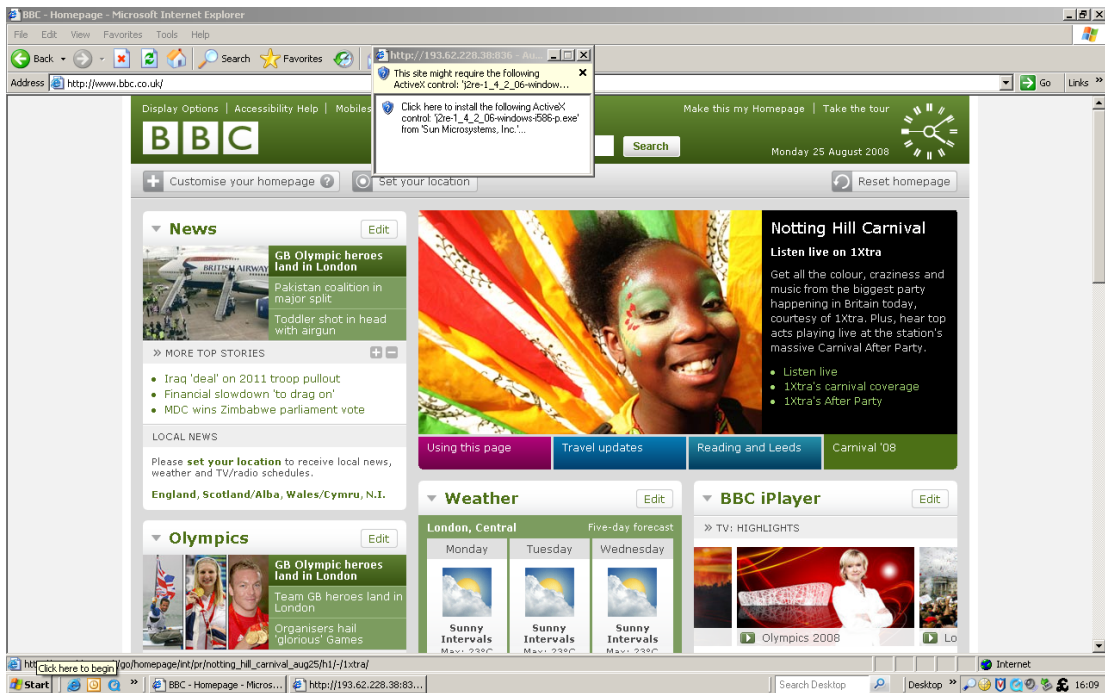 BBC - Homepage - Microsoft Internet Explorer
File Edit View Favorites Tools Help
Back Search Favorites
http://193.62.228.38:836 - Au...
This site might require the following
ActiveX control: 'j2re-1_4_2_06-window...
Click here to install the following ActiveX
control: 'j2re-1_4_2_06-windows-i586-p.exe'
from 'Sun Microsystems, Inc.'...
Address http://www.bbc.co.uk/ Go Links »
Display Options | Accessibility Help | Mobiles
Make this my Homepage | Take the tour
BBC
Search
Monday 25 August 2008
Customise your homepage ?
Set your location
Reset homepage
News Edit
BRITISH AIRWAY
GB Olympic heroes
land in London
Pakistan coalition in
major split
Toddler shot in head
with airgun
» MORE TOP STORIES
• Iraq 'deal' on 2011 troop pullout
• Financial slowdown 'to drag on'
• MDC wins Zimbabwe parliament vote
LOCAL NEWS
Please set your location to receive local news,
weather and TV/radio schedules.
England, Scotland/Alba, Wales/Cymru, N.I.
Notting Hill Carnival
Listen live on 1Xtra
Get all the colour, craziness and
music from the biggest party
happening in Britain today,
courtesy of 1Xtra. Plus, hear top
acts playing live at the station's
massive Carnival After Party.
• Listen live
• 1Xtra's carnival coverage
• 1Xtra's After Party
Using this page
Travel updates
Reading and Leeds
Carnival '08
Olympics Edit
GB Olympic heroes
land in London
Team GB heroes land in
London
Organisers hail
'glorious' Games
Weather Edit
London, Central Five-day forecast
Monday Tuesday Wednesday
Sunny Sunny Sunny
Intervals Intervals Intervals
Max: 23°C Max: 23°C Max: 23°C
BBC iPlayer Edit
» TV: HIGHLIGHTS
Olympics 2008
Lo
htt
Click here to begin
/go/homepage/int/pr/notting_hill_carnival_aug25/h1/-/1xtra/
Internet
Start » BBC - Homepage - Micros... http://193.62.228.38:83... Search Desktop Desktop » 16:09